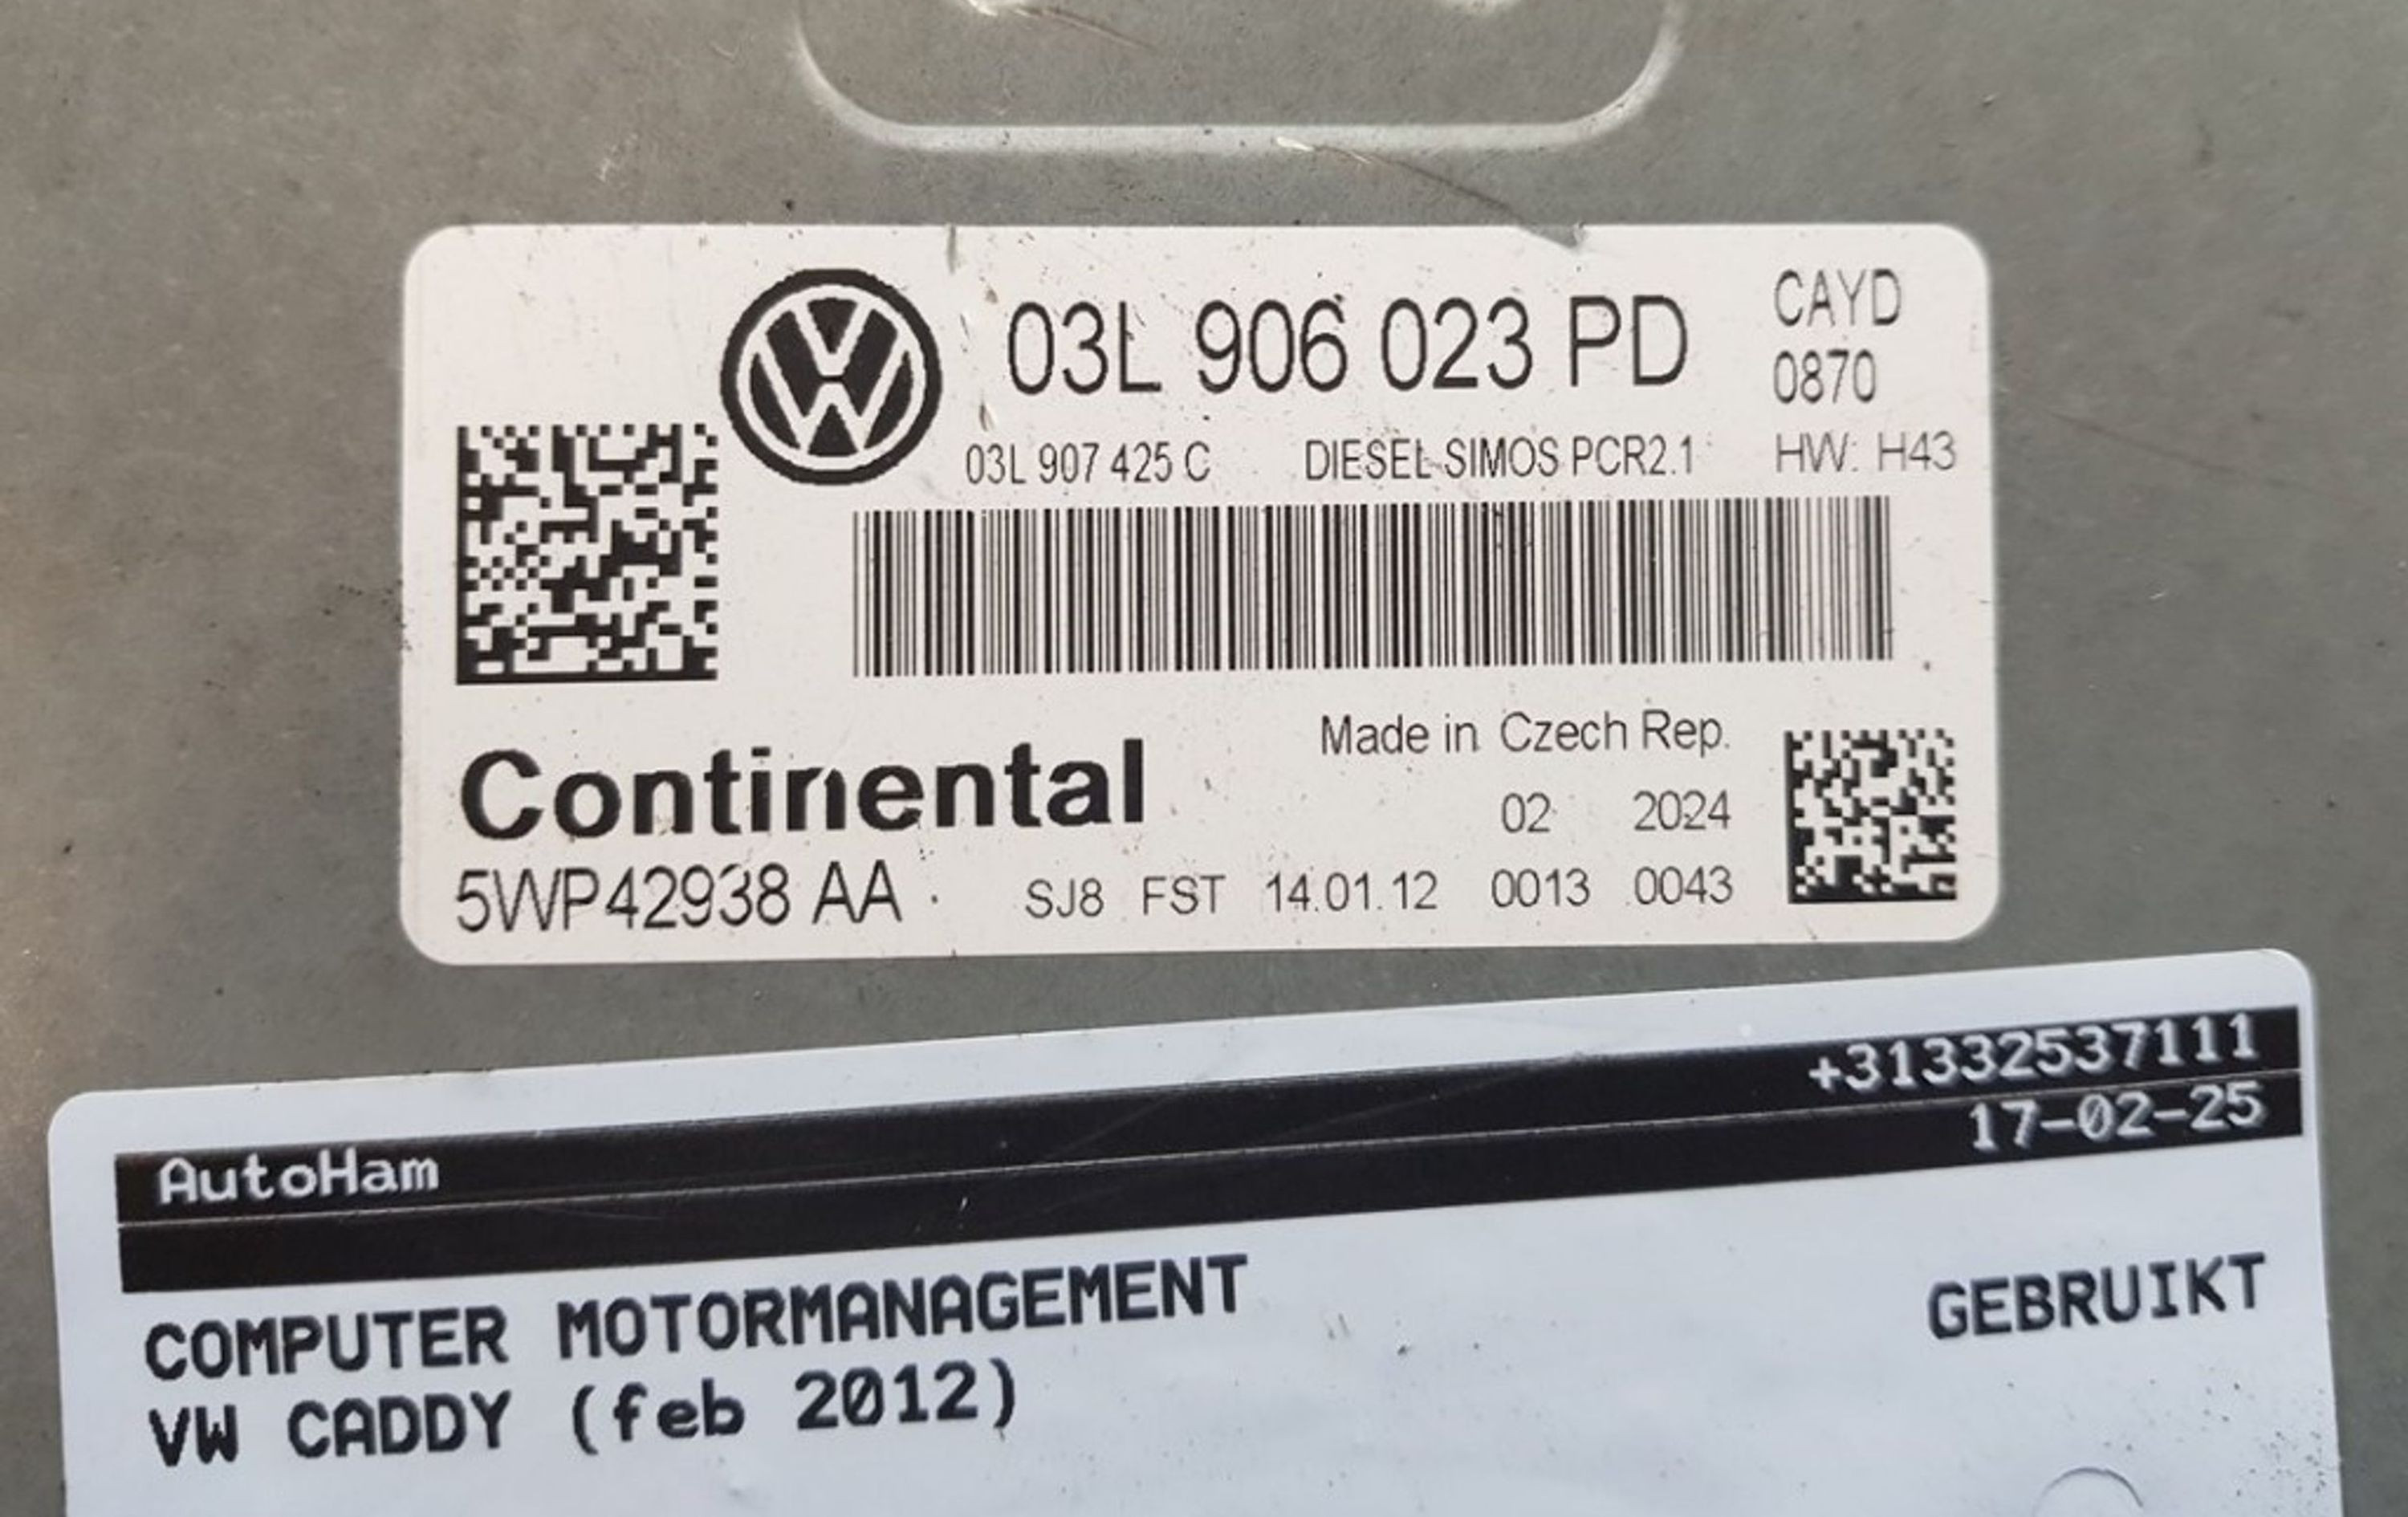 03L 906 023 PD
CAYD
0870
03L 907 425 C DIESEL SIMOS PCR2.1 HW: H43
Continental
Made in Czech Rep.
02 2024
5WP42938 AA SJ8 FST 14.01.12 0013 0043
AutoHam +31332537111
17-02-25
COMPUTER MOTORMANAGEMENT GEBRUIKT
VW CADDY (feb 2012)